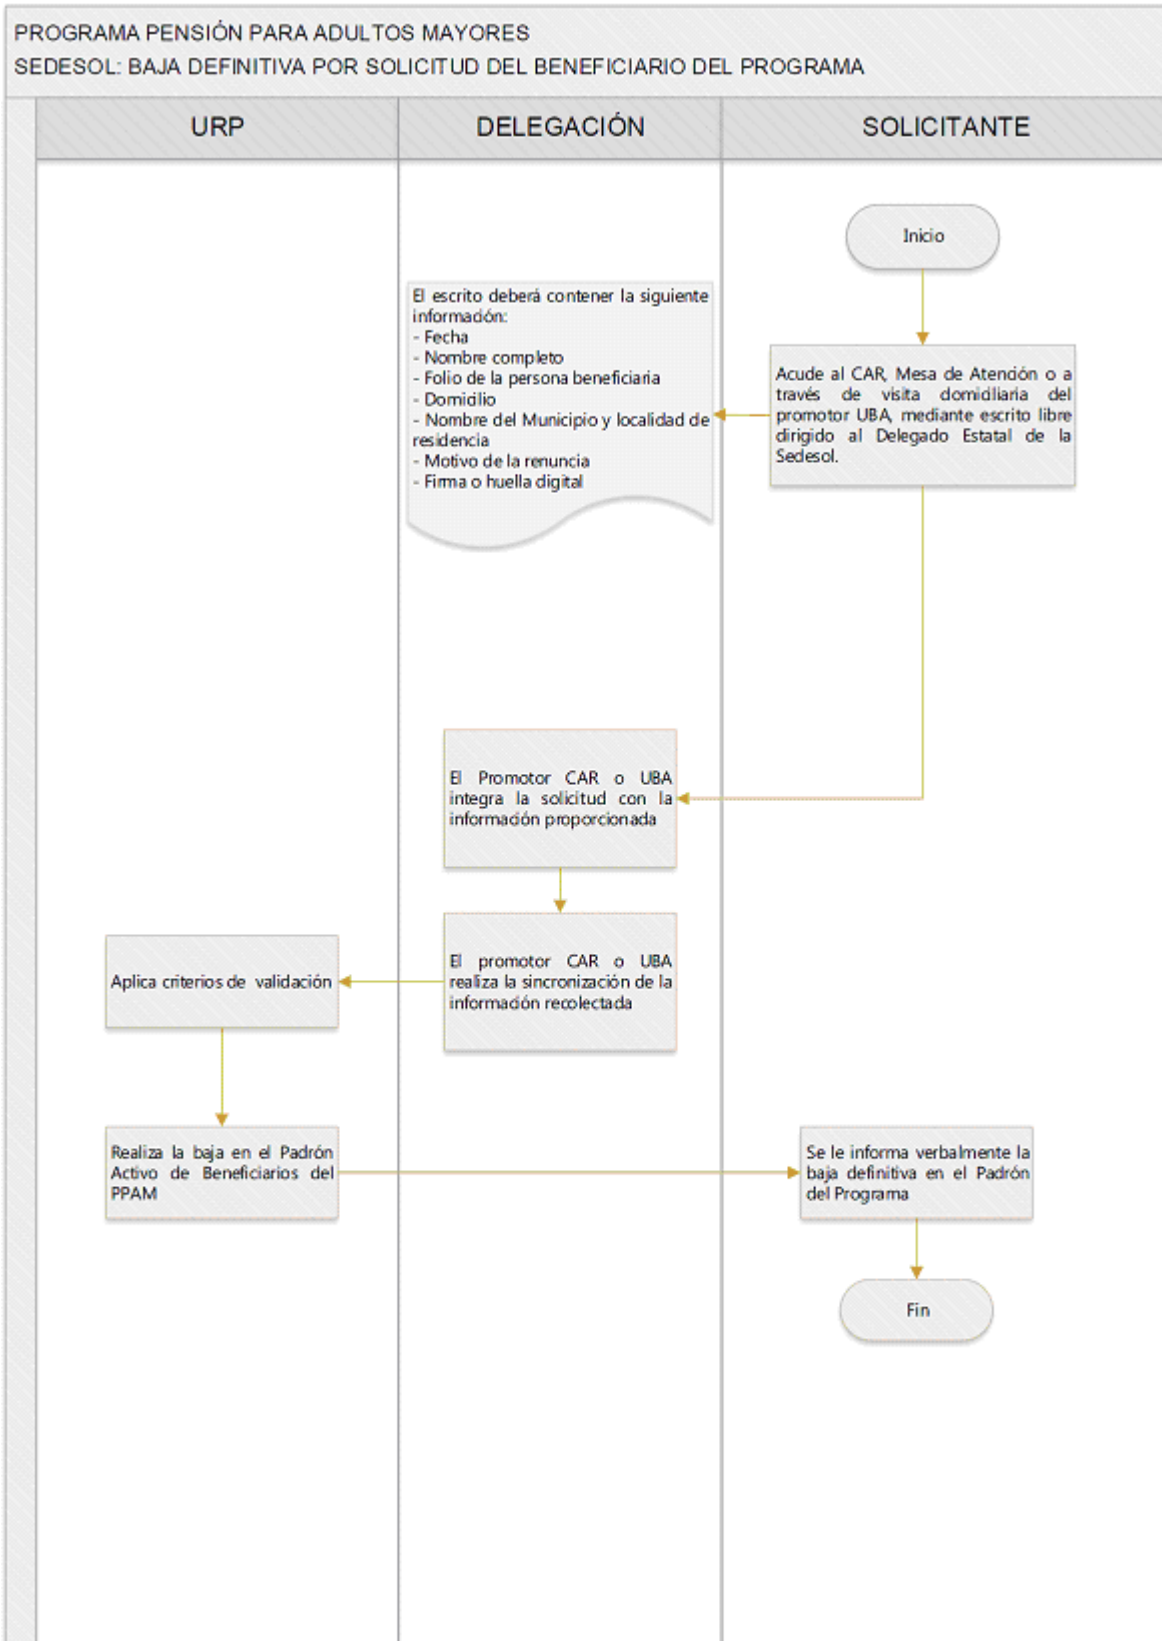 PROGRAMA PENSIÓN PARA ADULTOS MAYORES
SEDESOL: BAJA DEFINITIVA POR SOLICITUD DEL BENEFICIARIO DEL PROGRAMA
URP
DELEGACIÓN
SOLICITANTE
Inicio
El escrito deberá contener la siguiente
información:
- Fecha
- Nombre completo
- Folio de la persona beneficiaria
- Domicilio
- Nombre del Municipio y localidad de
residencia
- Motivo de la renuncia
- Firma o huella digital
Acude al CAR, Mesa de Atención o a
través de visita domiciliaria del
promotor UBA, mediante escrito libre
dirigido al Delegado Estatal de la
Sedesol.
El Promotor CAR o UBA
integra la solicitud con la
información proporcionada
El promotor CAR o UBA
realiza la sincronización de la
información recolectada
Aplica criterios de validación
Realiza la baja en el Padrón
Activo de Beneficiarios del
PPAM
Se le informa verbalmente la
baja definitiva en el Padrón
del Programa
Fin